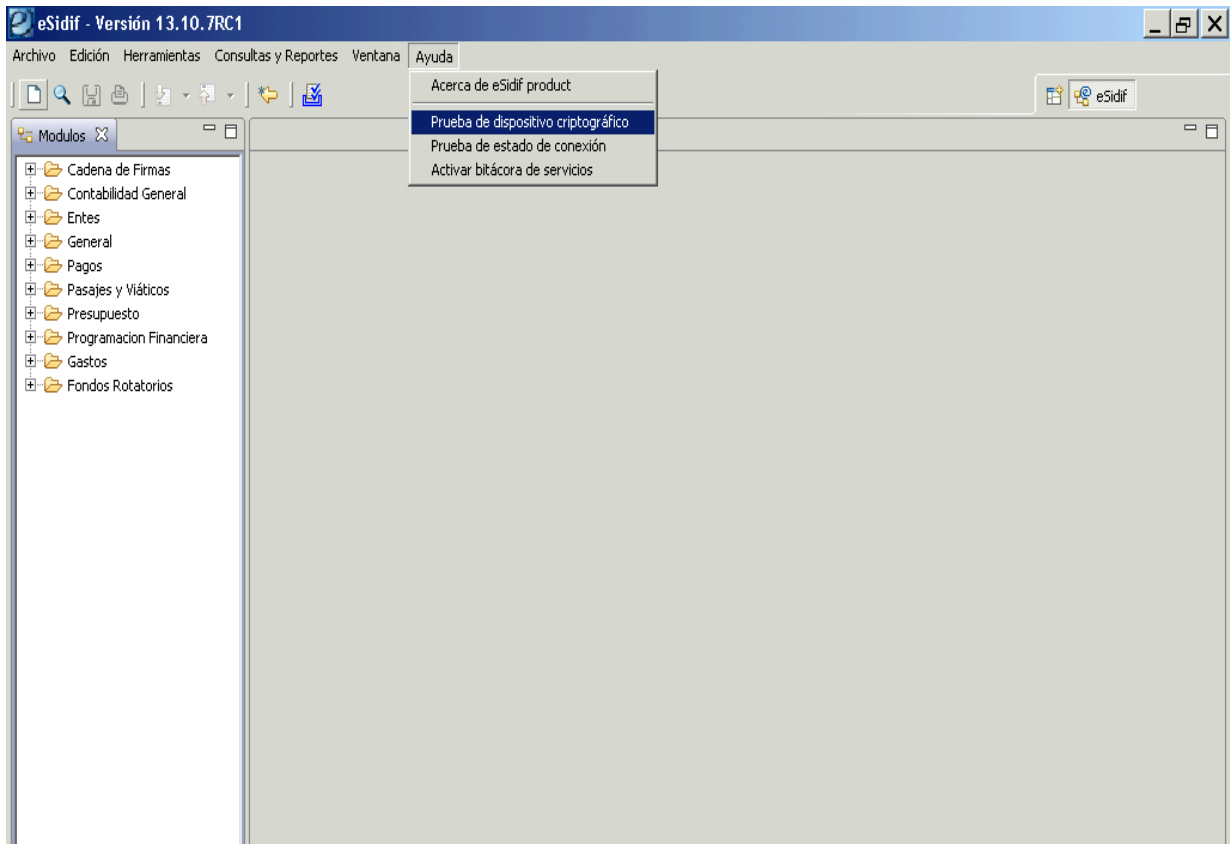 eSidif - Versión 13.10.7RC1
Archivo Edición Herramientas Consultas y Reportes Ventana Ayuda
Acerca de eSidif product
Prueba de dispositivo criptográfico
Prueba de estado de conexión
Activar bitácora de servicios
eSidif
Modulos
Cadena de Firmas
Contabilidad General
Entes
General
Pagos
Pasajes y Viáticos
Presupuesto
Programacion Financiera
Gastos
Fondos Rotatorios